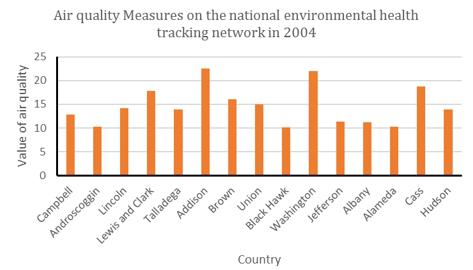 Air quality Measures on the national environmental health
tracking network in 2004
Value of air quality
25
20
15
10
5
0
Campbell
Androscoggin
Lincoln
Lewis and Clark
Talladega
Addison
Brown
Union
Black Hawk
Washington
Jefferson
Albany
Alameda
Cass
Hudson
Country